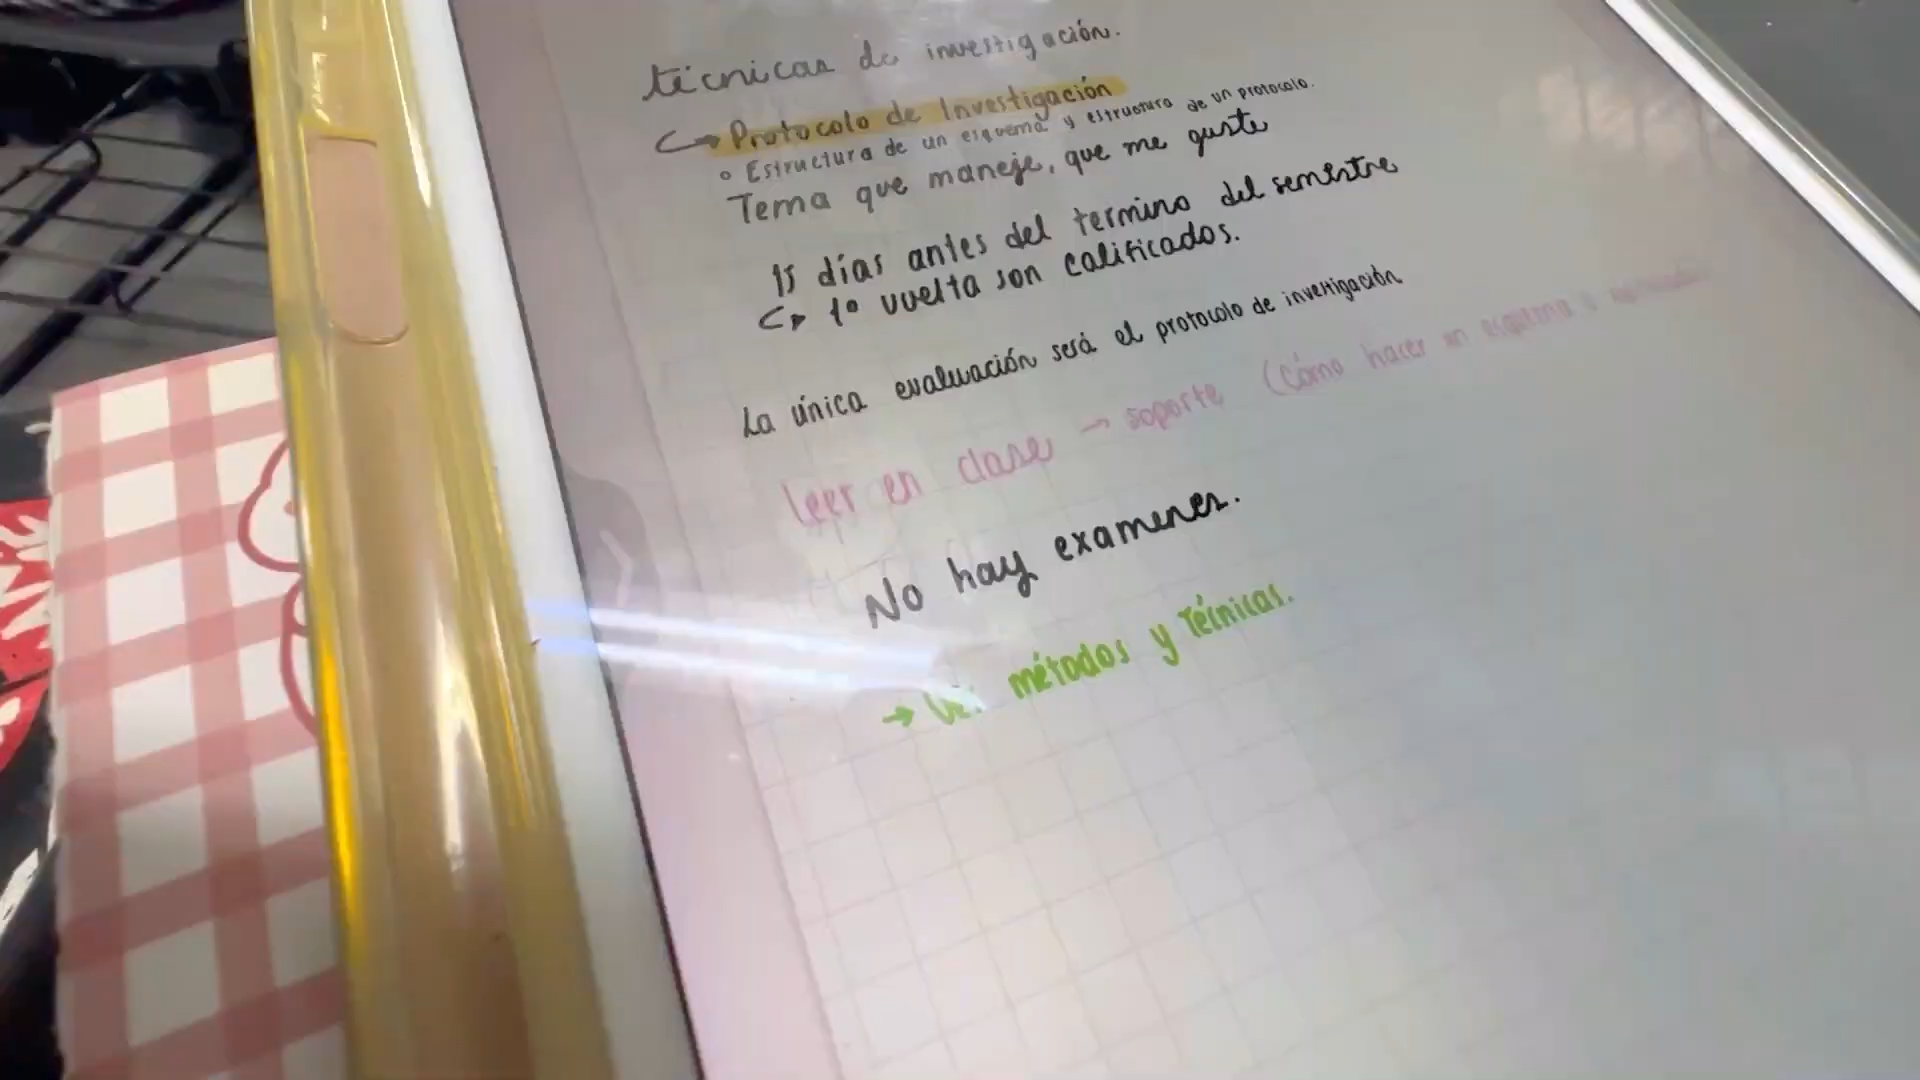 técnicas de investigación.
Protocolo de Investigación
Estructura de un esquema y estructura de un protocolo.
Tema que maneje, que me guste
15 días antes del termino del semestre
1º vuelta son calificados.
La única evaluación será el protocolo de investigación
leer en clase → soporte (Cómo hacer un esquema
No hay examenes.
→ métodos y técnicas.